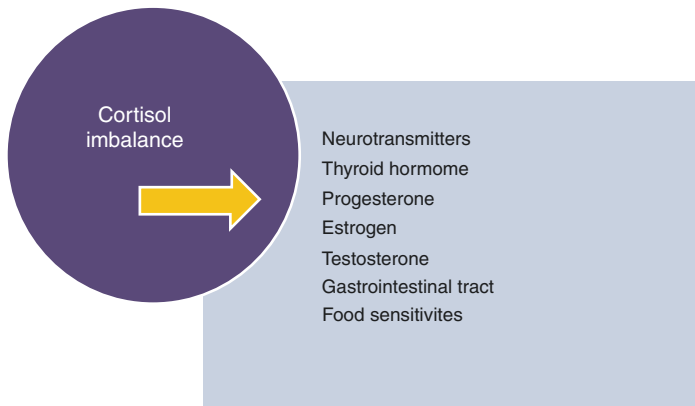 Cortisol
imbalance
Neurotransmitters
Thyroid hormome
Progesterone
Estrogen
Testosterone
Gastrointestinal tract
Food sensitivites